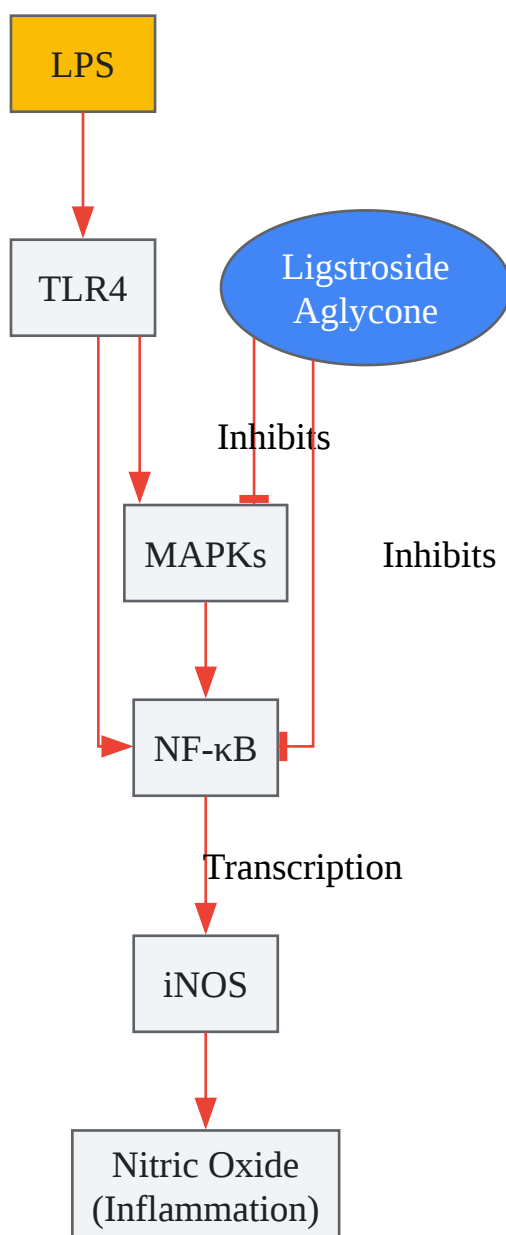 LPS
TLR4
Ligstroside
Aglycone
Inhibits
MAPKs
Inhibits
NF-κB
Transcription
iNOS
Nitric Oxide
(Inflammation)